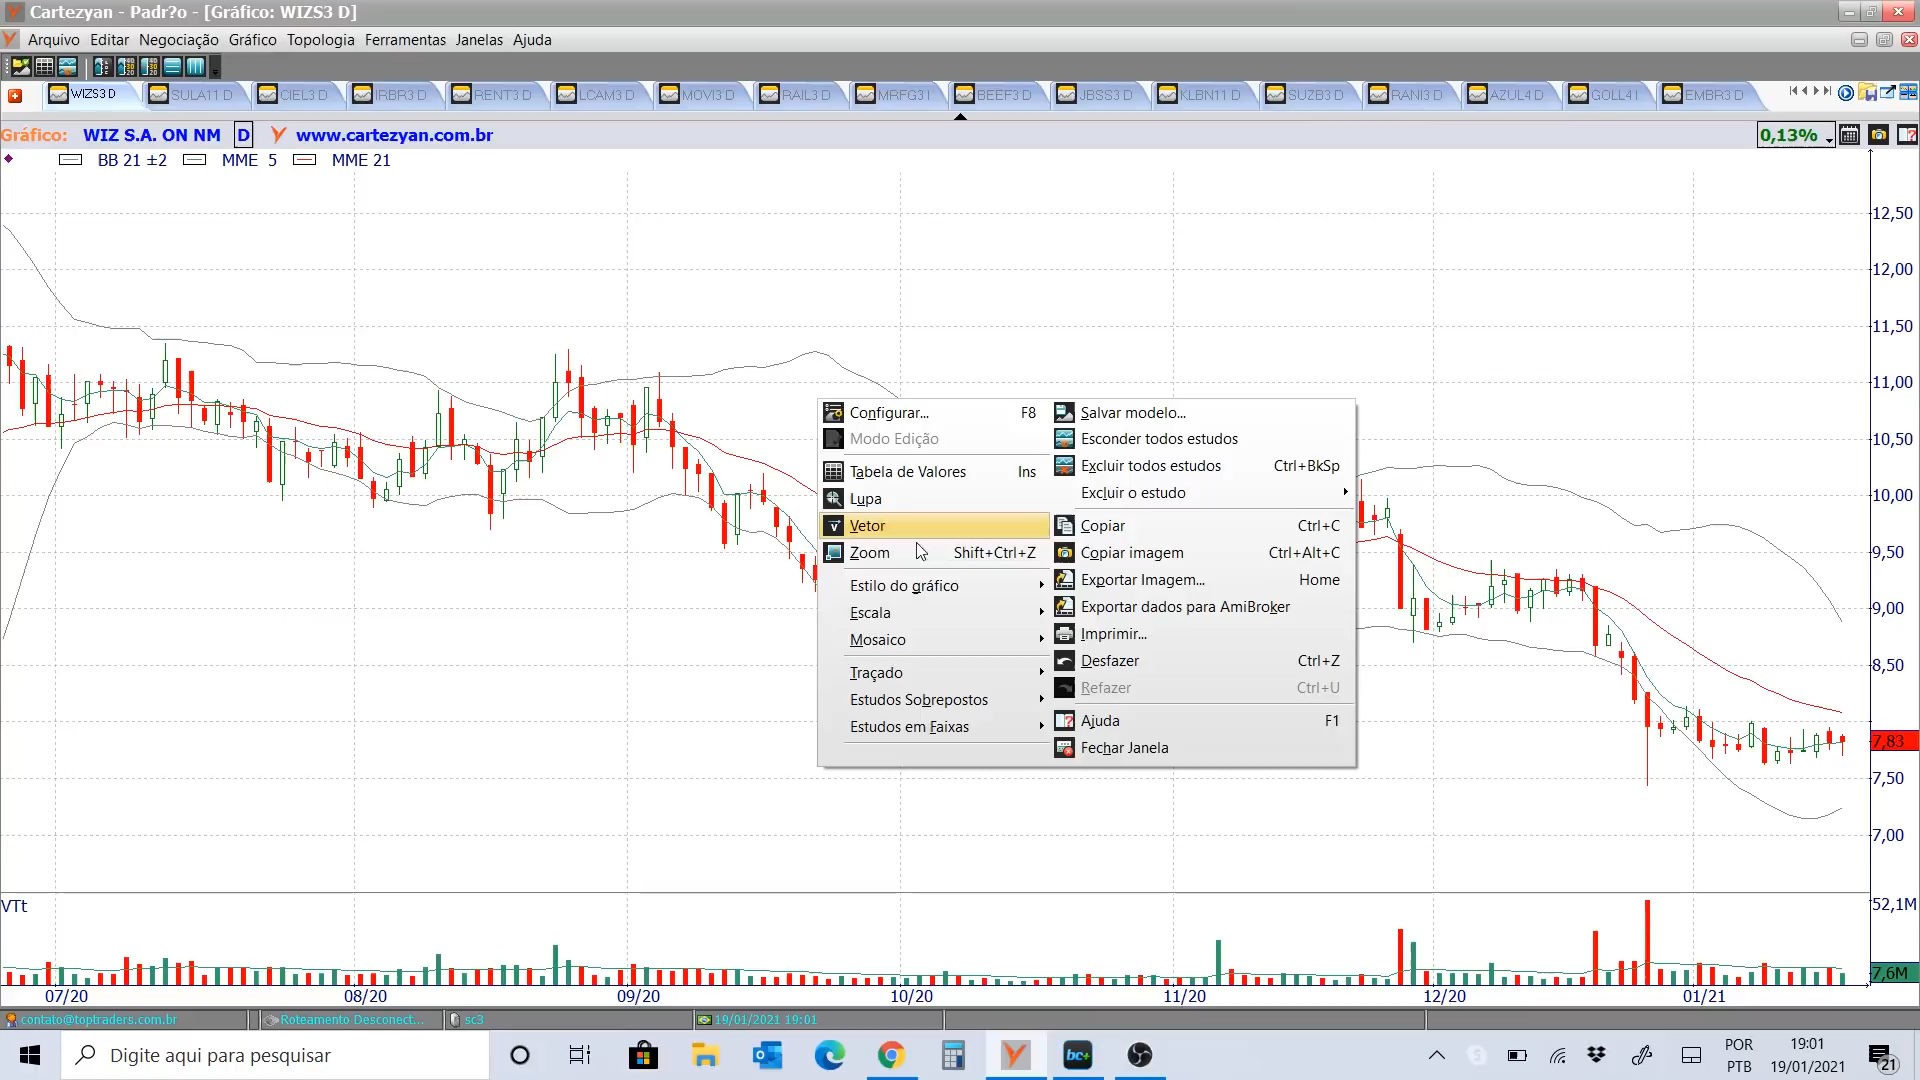 Cartezyan - Padr?o - [Gráfico: WIZS3 D]
Arquivo Editar Negociação Gráfico Topologia Ferramentas Janelas Ajuda
WIZS3 D SULA11 D CIEL3 D IRBR3 D RENT3 D LCAM3 D MOVI3 D RAIL3 D MRFG3 BEEF3 D JBSS3 D KLBN11 D SUZB3 D RANI3 D AZUL4 D GOLL4 EMBR3 D
Gráfico: WIZ S.A. ON NM D www.cartezyan.com.br 0,13%
BB 21 ±2 MME 5 MME 21
12,50
12,00
11,50
11,00
10,50
10,00
9,50
9,00
8,50
7,83
7,50
7,00
Configurar... F8
Modo Edição
Tabela de Valores Ins
Lupa
Vetor
Zoom Shift+Ctrl+Z
Estilo do gráfico
Escala
Mosaico
Traçado
Estudos Sobrepostos
Estudos em Faixas
Salvar modelo...
Esconder todos estudos
Excluir todos estudos Ctrl+BkSp
Excluir o estudo
Copiar Ctrl+C
Copiar imagem Ctrl+Alt+C
Exportar Imagem... Home
Exportar dados para AmiBroker
Imprimir...
Desfazer Ctrl+Z
Refazer Ctrl+U
Ajuda F1
Fechar Janela
VTt
52,1M
7,6M
07/20 08/20 09/20 10/20 11/20 12/20 01/21
contato@toptraders.com.br Roteamento Desconect... sc3 19/01/2021 19:01
Digite aqui para pesquisar
bc+
POR
PTB
19:01
19/01/2021
21